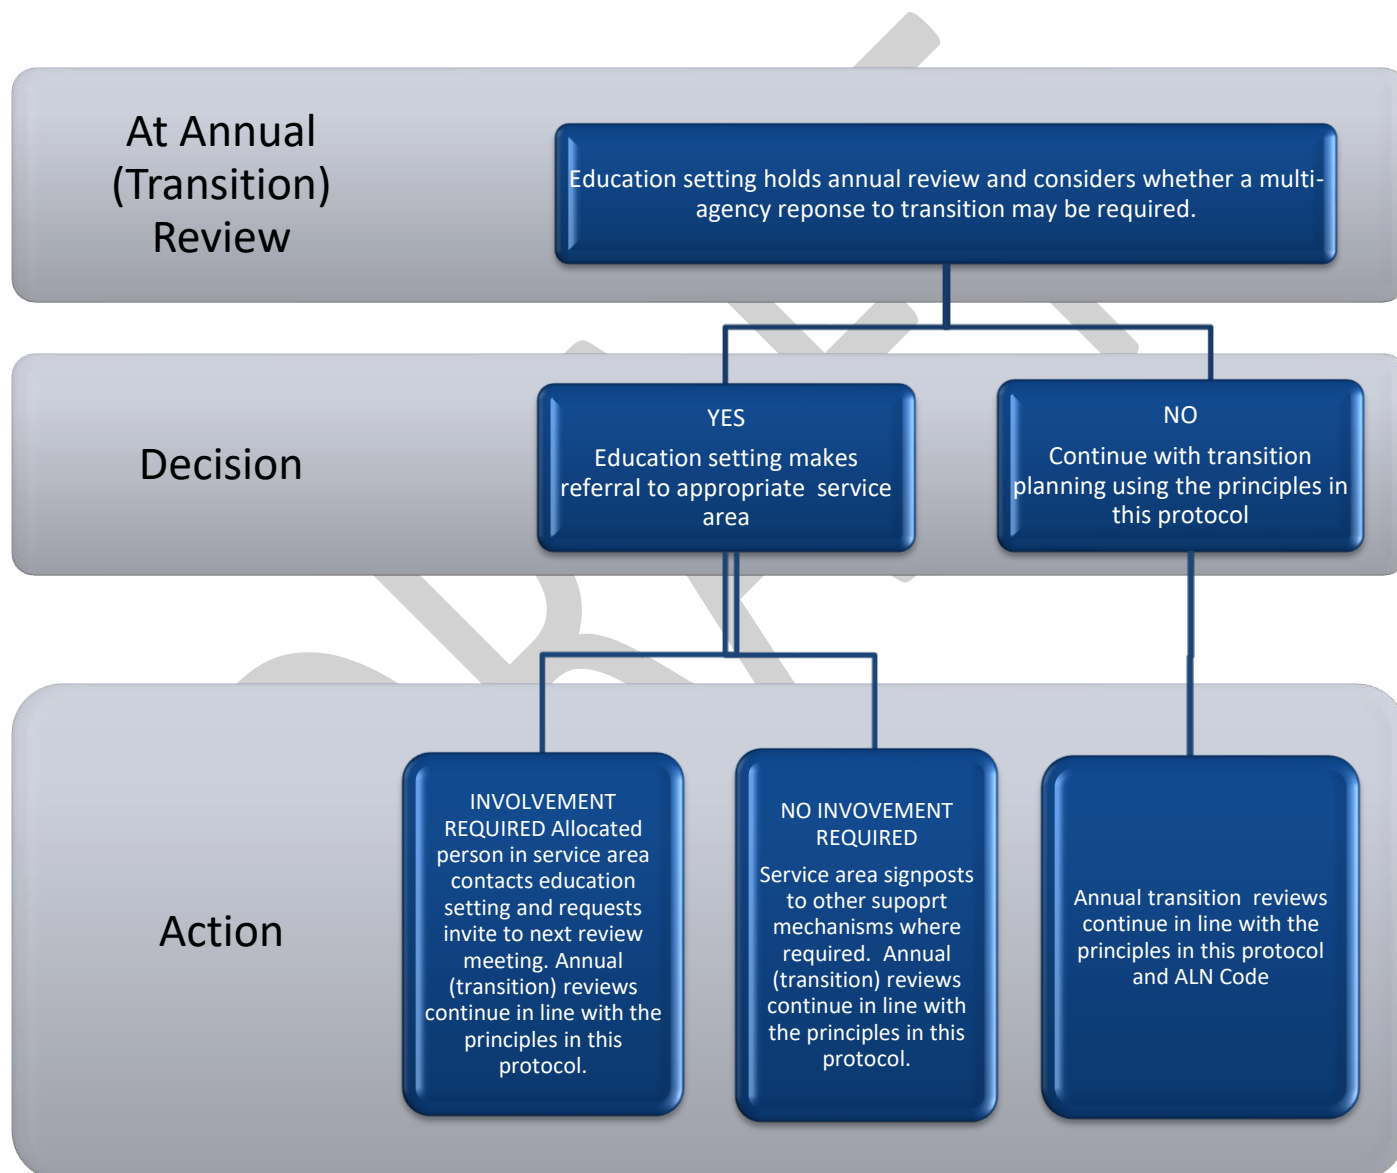 At Annual
(Transition)
Review
Education setting holds annual review and considers whether a multi-
agency reponse to transition may be required.
Decision
YES
Education setting makes
referral to appropriate service
area
NO
Continue with transition
planning using the principles in
this protocol
Action
INVOLVEMENT
REQUIRED Allocated
person in service area
contacts education
setting and requests
invite to next review
meeting. Annual
(transition) reviews
continue in line with the
principles in this
protocol.
NO INVOVEMENT
REQUIRED
Service area signposts
to other supoprt
mechanisms where
required. Annual
(transition) reviews
continue in line with
the principles in this
protocol.
Annual transition reviews
continue in line with the
principles in this protocol
and ALN Code